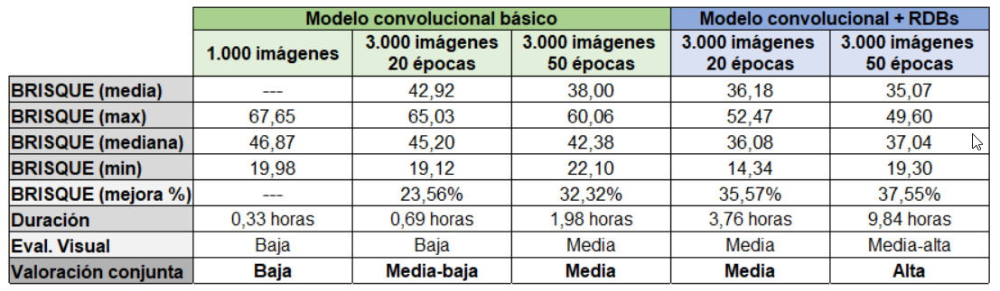 Modelo convolucional básico Modelo convolucional + RDBs
1.000 imágenes 3.000 imágenes 20 épocas 3.000 imágenes 50 épocas 3.000 imágenes 20 épocas 3.000 imágenes 50 épocas
BRISQUE (media) --- 42,92 38,00 36,18 35,07
BRISQUE (max) 67,65 65,03 60,06 52,47 49,60
BRISQUE (mediana) 46,87 45,20 42,38 36,08 37,04
BRISQUE (min) 19,98 19,12 22,10 14,34 19,30
BRISQUE (mejora %) --- 23,56% 32,32% 35,57% 37,55%
Duración 0,33 horas 0,69 horas 1,98 horas 3,76 horas 9,84 horas
Eval. Visual Baja Baja Media Media Media-alta
Valoración conjunta Baja Media-baja Media Media Alta